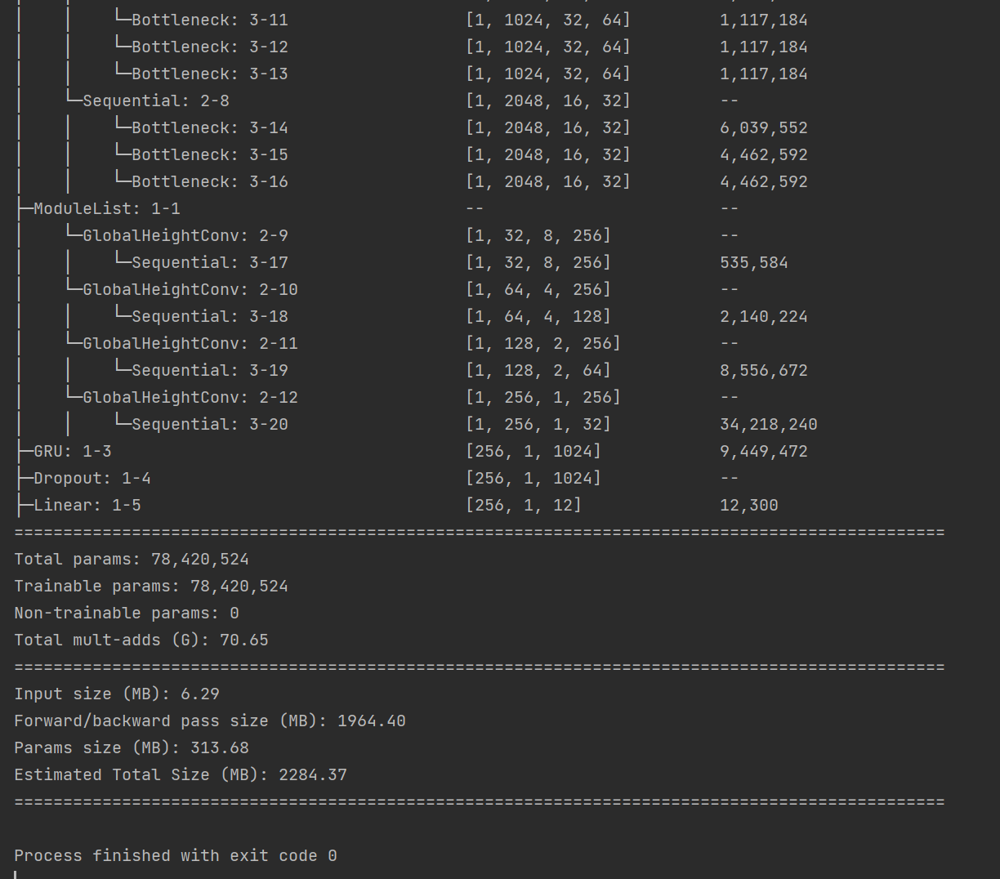 │    │    └─Bottleneck: 3-11                  [1, 1024, 32, 64]         1,117,184
│    │    └─Bottleneck: 3-12                  [1, 1024, 32, 64]         1,117,184
│    │    └─Bottleneck: 3-13                  [1, 1024, 32, 64]         1,117,184
│    └─Sequential: 2-8                        [1, 2048, 16, 32]         --
│    │    └─Bottleneck: 3-14                  [1, 2048, 16, 32]         6,039,552
│    │    └─Bottleneck: 3-15                  [1, 2048, 16, 32]         4,462,592
│    │    └─Bottleneck: 3-16                  [1, 2048, 16, 32]         4,462,592
├─ModuleList: 1-1                             --                        --
│    └─GlobalHeightConv: 2-9                  [1, 32, 8, 256]           --
│    │    └─Sequential: 3-17                  [1, 32, 8, 256]           535,584
│    └─GlobalHeightConv: 2-10                 [1, 64, 4, 256]           --
│    │    └─Sequential: 3-18                  [1, 64, 4, 128]           2,140,224
│    └─GlobalHeightConv: 2-11                 [1, 128, 2, 256]          --
│    │    └─Sequential: 3-19                  [1, 128, 2, 64]           8,556,672
│    └─GlobalHeightConv: 2-12                 [1, 256, 1, 256]          --
│    │    └─Sequential: 3-20                  [1, 256, 1, 32]           34,218,240
├─GRU: 1-3                                    [256, 1, 1024]            9,449,472
├─Dropout: 1-4                                [256, 1, 1024]            --
├─Linear: 1-5                                 [256, 1, 12]              12,300
===============================================================================================
Total params: 78,420,524
Trainable params: 78,420,524
Non-trainable params: 0
Total mult-adds (G): 70.65
===============================================================================================
Input size (MB): 6.29
Forward/backward pass size (MB): 1964.40
Params size (MB): 313.68
Estimated Total Size (MB): 2284.37
===============================================================================================
Process finished with exit code 0